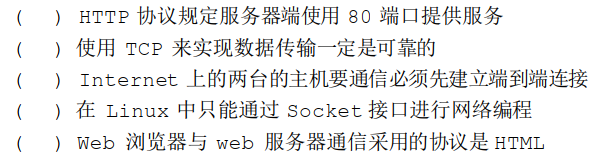 (　) HTTP 协议规定服务器端使用 80 端口提供服务
(　) 使用 TCP 来实现数据传输一定是可靠的
(　) Internet 上的两台的主机要通信必须先建立端到端连接
(　) 在 Linux 中只能通过 Socket 接口进行网络编程
(　) Web 浏览器与 web 服务器通信采用的协议是 HTML